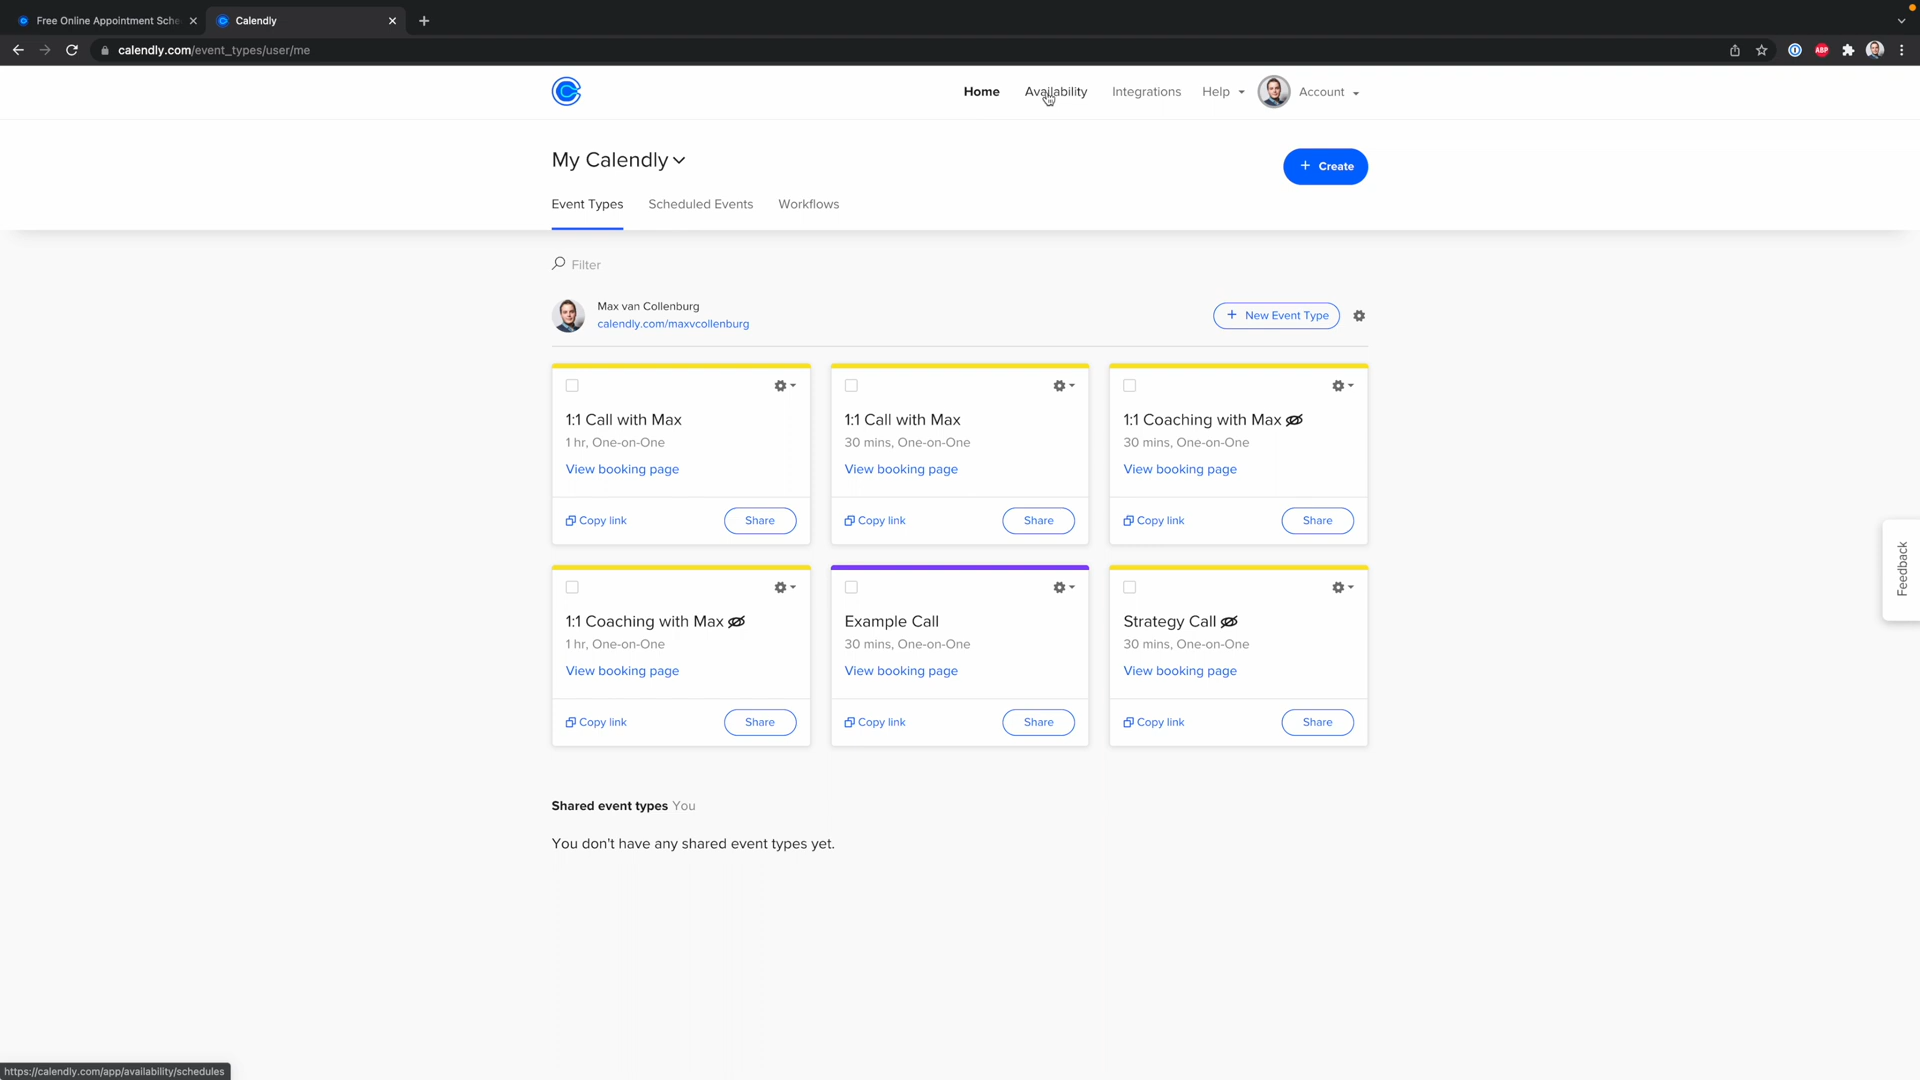 Free Online Appointment Sche
Calendly
calendly.com/event_types/user/me
ABP
Home
Availability
Integrations
Help
Account
My Calendly
+ Create
Event Types
Scheduled Events
Workflows
Filter
Max van Collenburg
calendly.com/maxvcollenburg
+ New Event Type
1:1 Call with Max
1 hr, One-on-One
View booking page
Copy link
Share
1:1 Call with Max
30 mins, One-on-One
View booking page
Copy link
Share
1:1 Coaching with Max
30 mins, One-on-One
View booking page
Copy link
Share
1:1 Coaching with Max
1 hr, One-on-One
View booking page
Copy link
Share
Example Call
30 mins, One-on-One
View booking page
Copy link
Share
Strategy Call
30 mins, One-on-One
View booking page
Copy link
Share
Feedback
Shared event types You
You don't have any shared event types yet.
https://calendly.com/app/availability/schedules